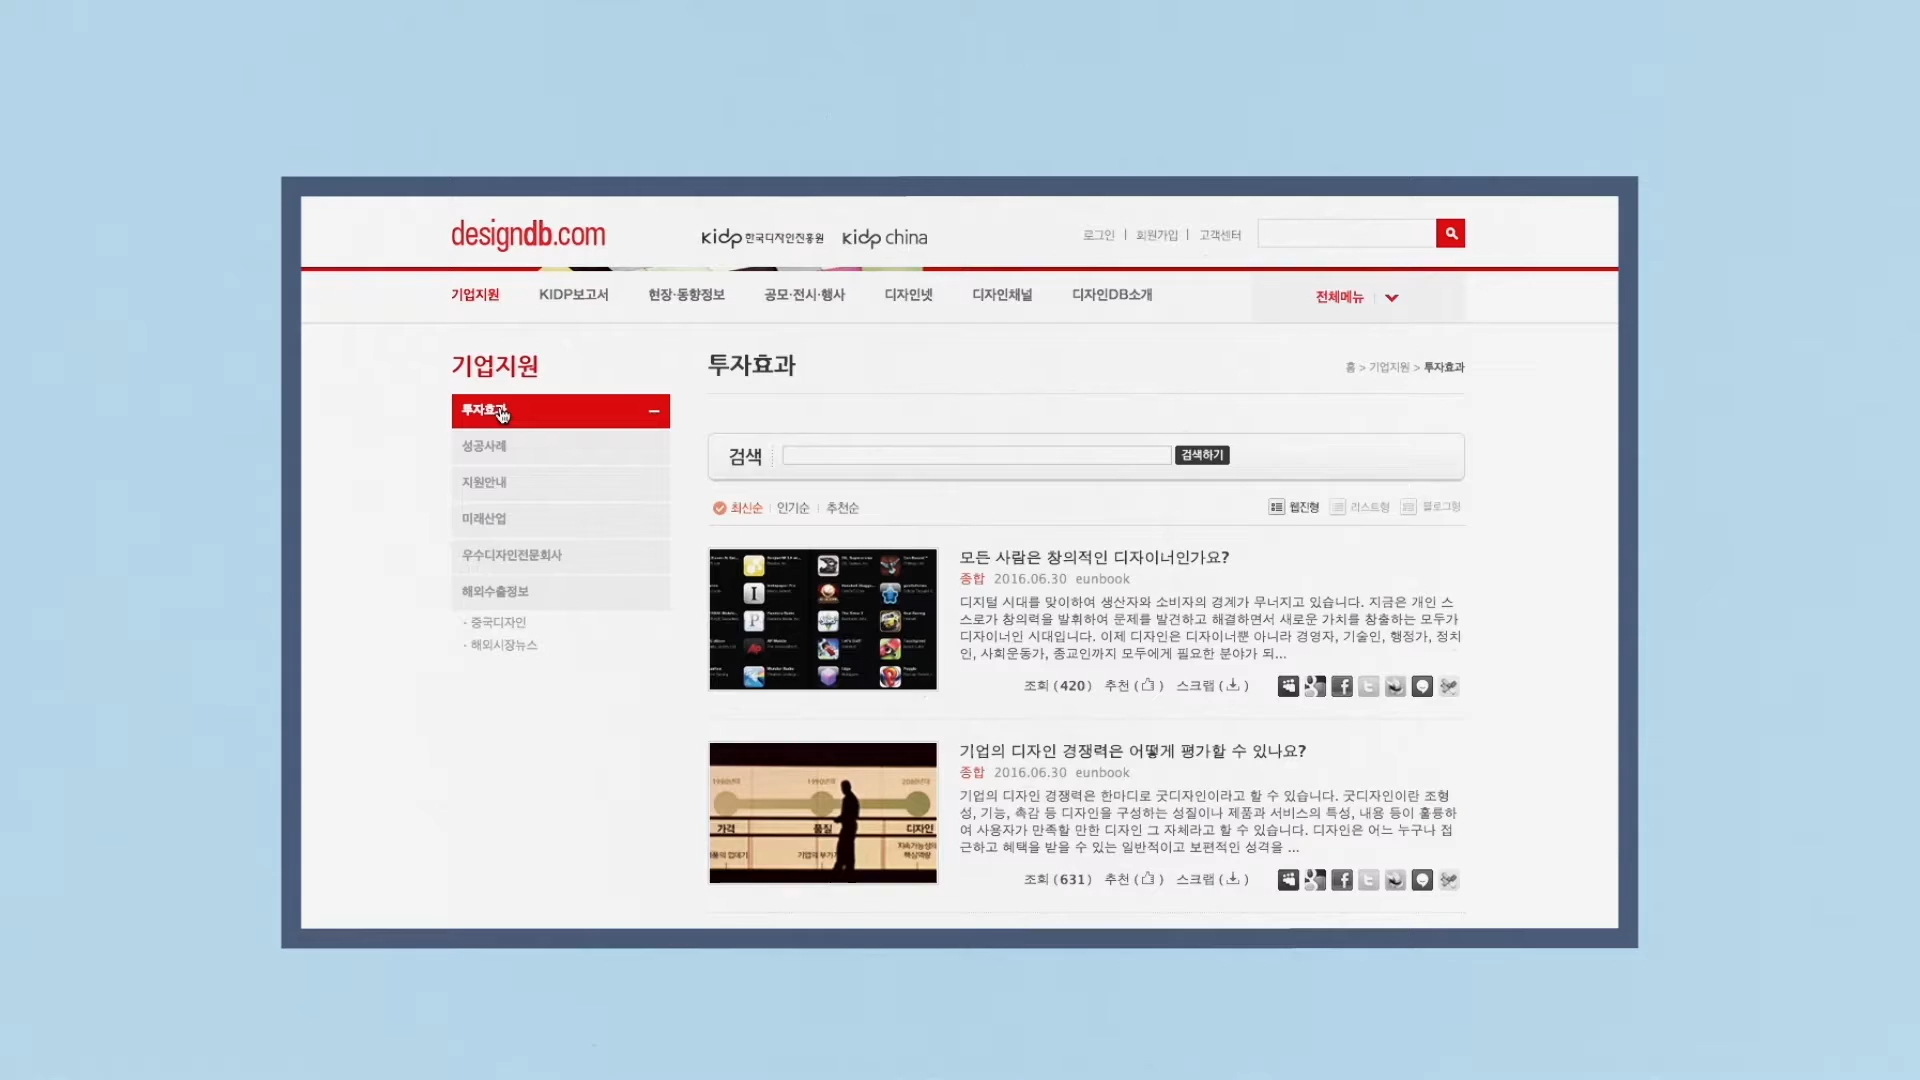 designdb.com
kidp 한국디자인진흥원
kidp china
로그인 | 회원가입 | 고객센터
기업지원 KIDP보고서 현장·동향정보 공모·전시·행사 디자인넷 디자인채널 디자인DB소개
전체메뉴
기업지원
투자효과
성공사례
지원안내
미래산업
우수디자인전문회사
해외수출정보
· 중국디자인
· 해외시장뉴스
투자효과
홈 > 기업지원 > 투자효과
검색
검색하기
최신순 | 인기순 | 추천순
웹진형 리스트형 블로그형
모든 사람은 창의적인 디자이너인가요?
종합 2016.06.30 eunbook
디지털 시대를 맞이하여 생산자와 소비자의 경계가 무너지고 있습니다. 지금은 개인 스
스로가 창의력을 발휘하여 문제를 발견하고 해결하면서 새로운 가치를 창출하는 모두가
디자이너인 시대입니다. 이제 디자인은 디자이너뿐 아니라 경영자, 기술인, 행정가, 정치
인, 사회운동가, 종교인까지 모두에게 필요한 분야가 되...
조회 (420) 추천 ( ) 스크랩 ( )
1990년대
가격
품질
디자인
기업의 디자인 경쟁력은 어떻게 평가할 수 있나요?
종합 2016.06.30 eunbook
기업의 디자인 경쟁력은 한마디로 굿디자인이라고 할 수 있습니다. 굿디자인이란 조형
성, 기능, 촉감 등 디자인을 구성하는 성질이나 제품과 서비스의 특성, 내용 등이 훌륭하
여 사용자가 만족할 만한 디자인 그 자체라고 할 수 있습니다. 디자인은 어느 누구나 접
근하고 혜택을 받을 수 있는 일반적이고 보편적인 성격을 ...
조회 (631) 추천 ( ) 스크랩 ( )